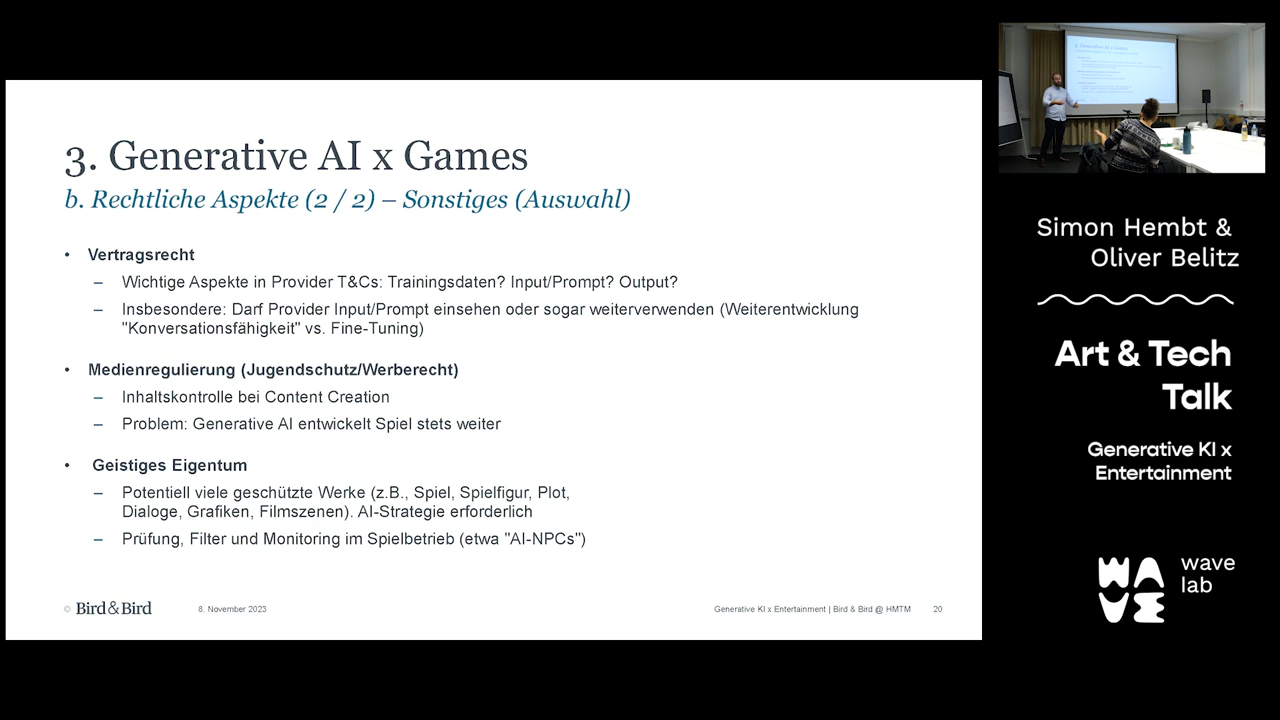 3. Generative AI x Games
b. Rechtliche Aspekte (2 / 2) – Sonstiges (Auswahl)
• Vertragsrecht
– Wichtige Aspekte in Provider T&Cs: Trainingsdaten? Input/Prompt? Output?
– Insbesondere: Darf Provider Input/Prompt einsehen oder sogar weiterverwenden (Weiterentwicklung
"Konversationsfähigkeit" vs. Fine-Tuning)
• Medienregulierung (Jugendschutz/Werberecht)
– Inhaltskontrolle bei Content Creation
– Problem: Generative AI entwickelt Spiel stets weiter
• Geistiges Eigentum
– Potentiell viele geschützte Werke (z.B., Spiel, Spielfigur, Plot,
Dialoge, Grafiken, Filmszenen). AI-Strategie erforderlich
– Prüfung, Filter und Monitoring im Spielbetrieb (etwa "AI-NPCs")
© Bird & Bird
8. November 2023
Generative KI x Entertainment | Bird & Bird @ HMTM
20
Simon Hembt &
Oliver Belitz
Art & Tech
Talk
Generative KI x
Entertainment
WAVE
wave
lab